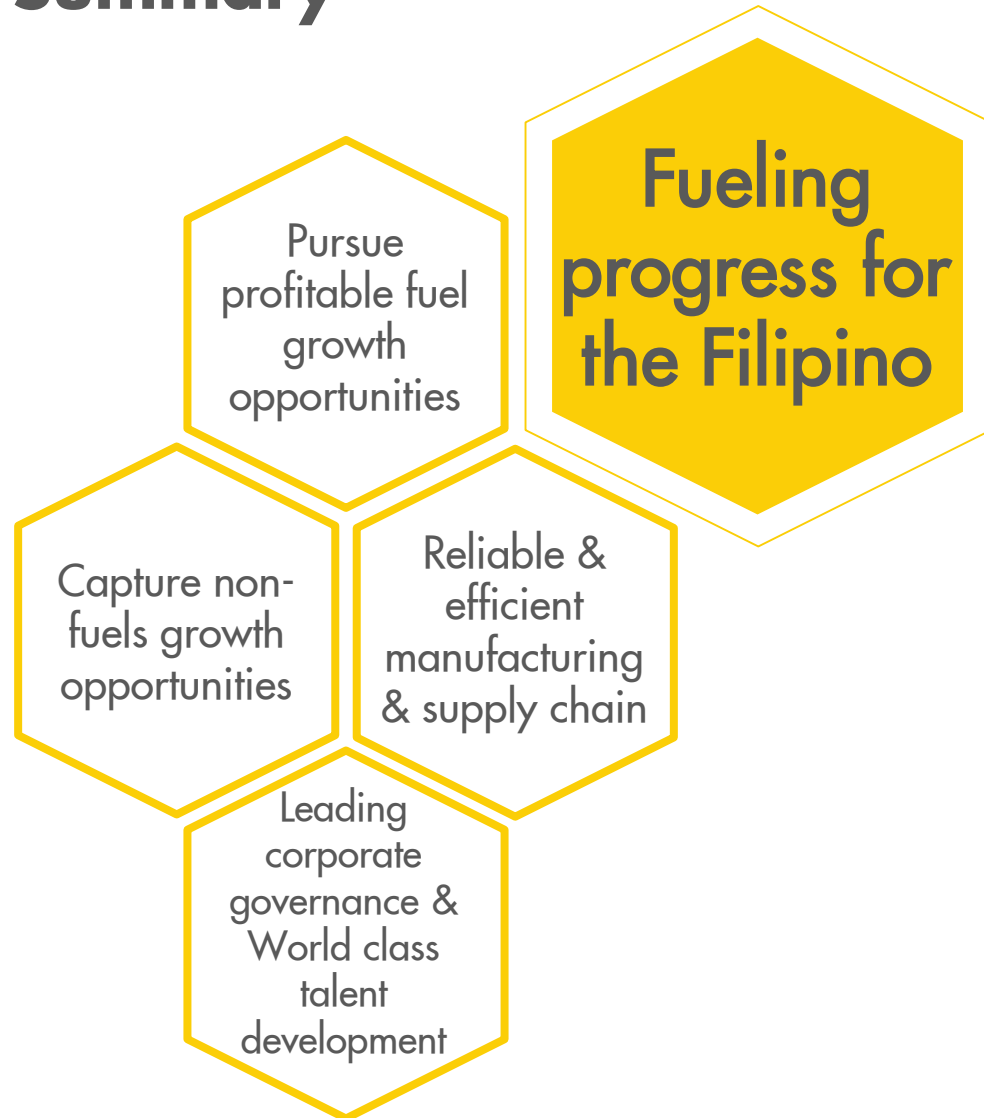 Summary
Fueling
progress for
the Filipino
Pursue
profitable fuel
growth
opportunities
Capture non-
fuels growth
opportunities
Reliable &
efficient
manufacturing
& supply chain
Leading
corporate
governance &
World class
talent
development